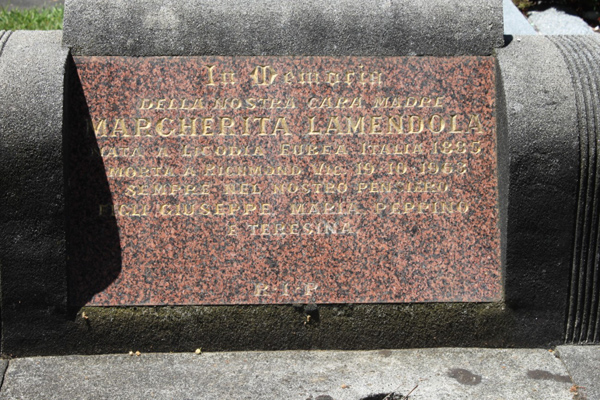 In Memoria
DELLA NOSTRA CARA MADRE
MARGHERITA LAMENDOLA
NATA A LICODIA EUBEA ITALIA 1885
MORTA A RICHMOND VIC. 19-10-1963
SEMPRE NEL NOSTRO PENSIERO
FIGLI GIUSEPPE, MARIA, PEPPINO
E TERESINA.
R.I.P.